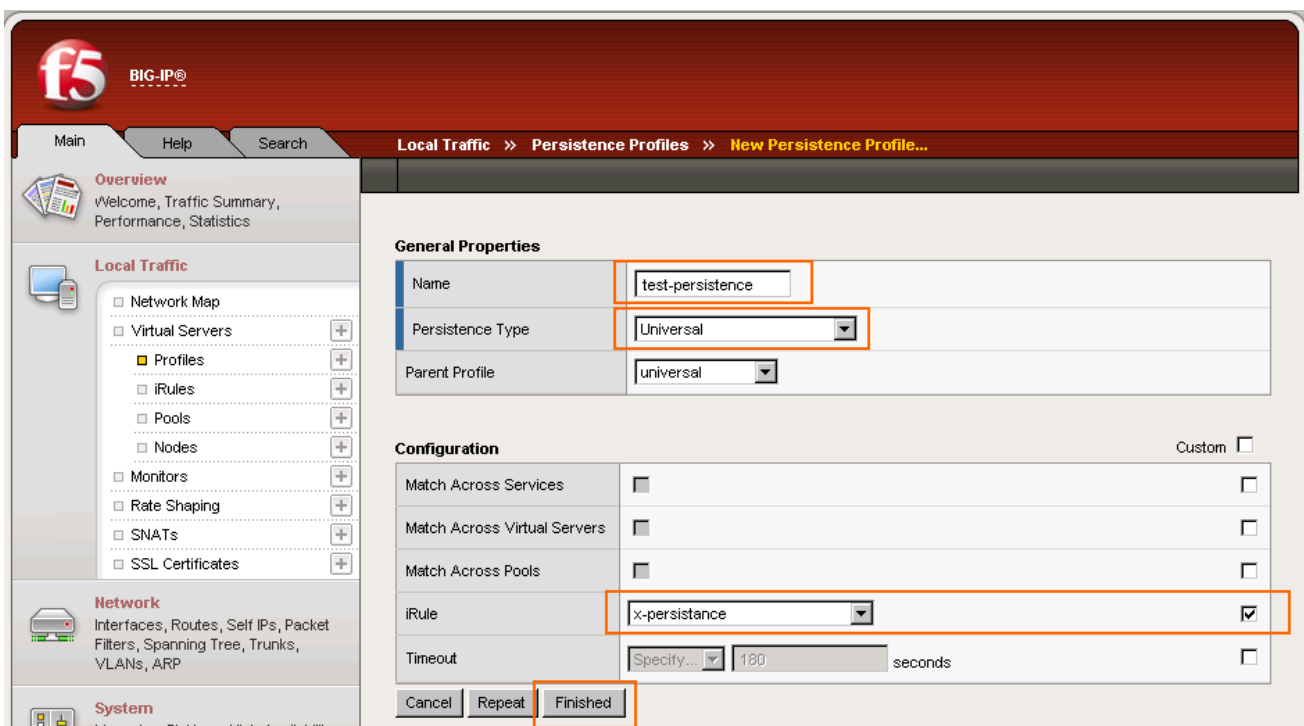 f5
BIG-IP®
Main
Help
Search
Local Traffic » Persistence Profiles » New Persistence Profile...
Overview
Welcome, Traffic Summary,
Performance, Statistics
Local Traffic
Network Map
Virtual Servers
Profiles
iRules
Pools
Nodes
Monitors
Rate Shaping
SNATs
SSL Certificates
Network
Interfaces, Routes, Self IPs, Packet
Filters, Spanning Tree, Trunks,
VLANs, ARP
System
General Properties
Name test-persistence
Persistence Type Universal
Parent Profile universal
Configuration Custom
Match Across Services
Match Across Virtual Servers
Match Across Pools
iRule x-persistance
Timeout Specify... 180 seconds
Cancel Repeat Finished